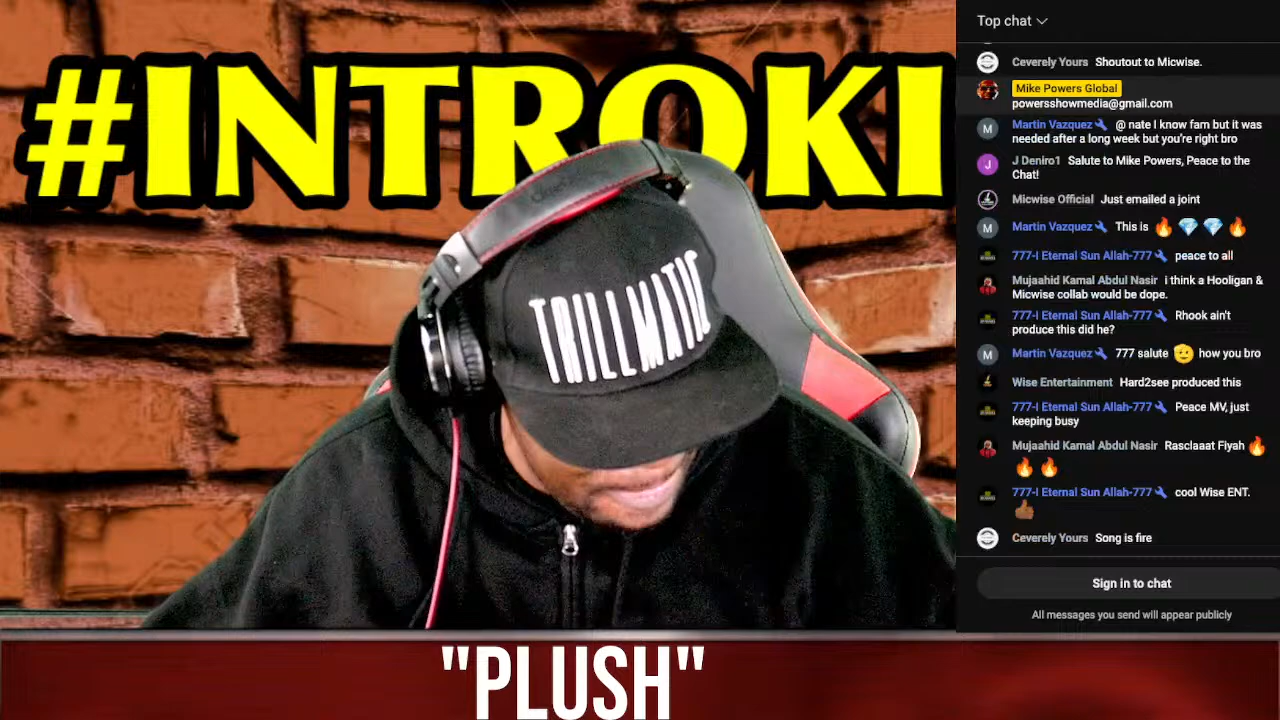 #INTROKI
TRILLMATIC
"PLUSH"
Top chat
Ceverely Yours Shoutout to Micwise.
Mike Powers Global
powersshowmedia@gmail.com
Martin Vazquez @ nate I know fam but it was
needed after a long week but you're right bro
J Deniro1 Salute to Mike Powers, Peace to the
Chat!
Micwise Official Just emailed a joint
Martin Vazquez This is 🔥💎💎🔥
777-I Eternal Sun Allah-777 peace to all
Mujaahid Kamal Abdul Nasir i think a Hooligan &
Micwise collab would be dope.
777-I Eternal Sun Allah-777 Rhook ain't
produce this did he?
Martin Vazquez 777 salute 🫡 how you bro
Wise Entertainment Hard2see produced this
777-I Eternal Sun Allah-777 Peace MV, just
keeping busy
Mujaahid Kamal Abdul Nasir Rasclaaat Fiyah 🔥
🔥🔥
777-I Eternal Sun Allah-777 cool Wise ENT.
👍🏾
Ceverely Yours Song is fire
Sign in to chat
All messages you send will appear publicly